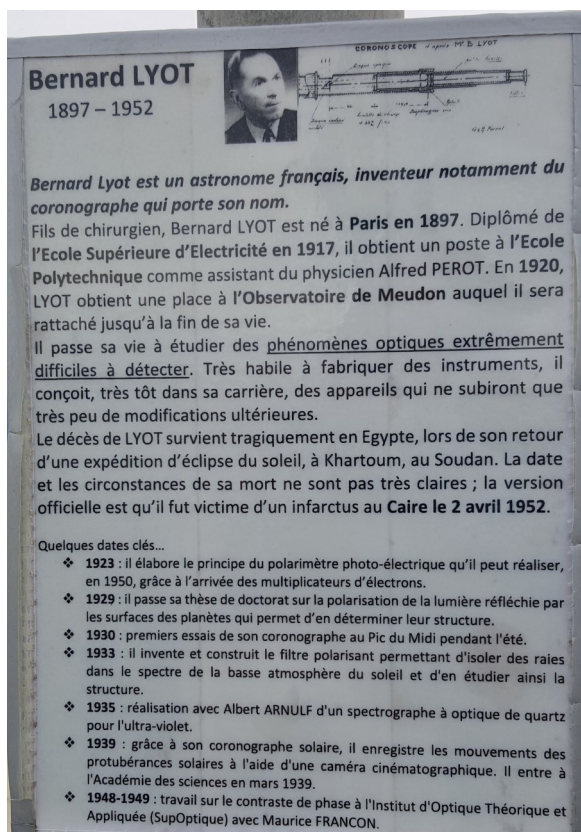 CORONOSCOPE d'après Mr B. LYOT
Bernard LYOT
1897 – 1952
Bernard Lyot est un astronome français, inventeur notamment du
coronographe qui porte son nom.
Fils de chirurgien, Bernard LYOT est né à Paris en 1897. Diplômé de
l'Ecole Supérieure d'Electricité en 1917, il obtient un poste à l'Ecole
Polytechnique comme assistant du physicien Alfred PEROT. En 1920,
LYOT obtient une place à l'Observatoire de Meudon auquel il sera
rattaché jusqu'à la fin de sa vie.
Il passe sa vie à étudier des phénomènes optiques extrêmement
difficiles à détecter. Très habile à fabriquer des instruments, il
conçoit, très tôt dans sa carrière, des appareils qui ne subiront que
très peu de modifications ultérieures.
Le décès de LYOT survient tragiquement en Egypte, lors de son retour
d'une expédition d'éclipse du soleil, à Khartoum, au Soudan. La date
et les circonstances de sa mort ne sont pas très claires ; la version
officielle est qu'il fut victime d'un infarctus au Caire le 2 avril 1952.
Quelques dates clés...
❖ 1923 : il élabore le principe du polarimètre photo-électrique qu'il peut réaliser,
en 1950, grâce à l'arrivée des multiplicateurs d'électrons.
❖ 1929 : il passe sa thèse de doctorat sur la polarisation de la lumière réfléchie par
les surfaces des planètes qui permet d'en déterminer leur structure.
❖ 1930 : premiers essais de son coronographe au Pic du Midi pendant l'été.
❖ 1933 : il invente et construit le filtre polarisant permettant d'isoler des raies
dans le spectre de la basse atmosphère du soleil et d'en étudier ainsi la
structure.
❖ 1935 : réalisation avec Albert ARNULF d'un spectrographe à optique de quartz
pour l'ultra-violet.
❖ 1939 : grâce à son coronographe solaire, il enregistre les mouvements des
protubérances solaires à l'aide d'une caméra cinématographique. Il entre à
l'Académie des sciences en mars 1939.
❖ 1948-1949 : travail sur le contraste de phase à l'Institut d'Optique Théorique et
Appliquée (SupOptique) avec Maurice FRANCON.